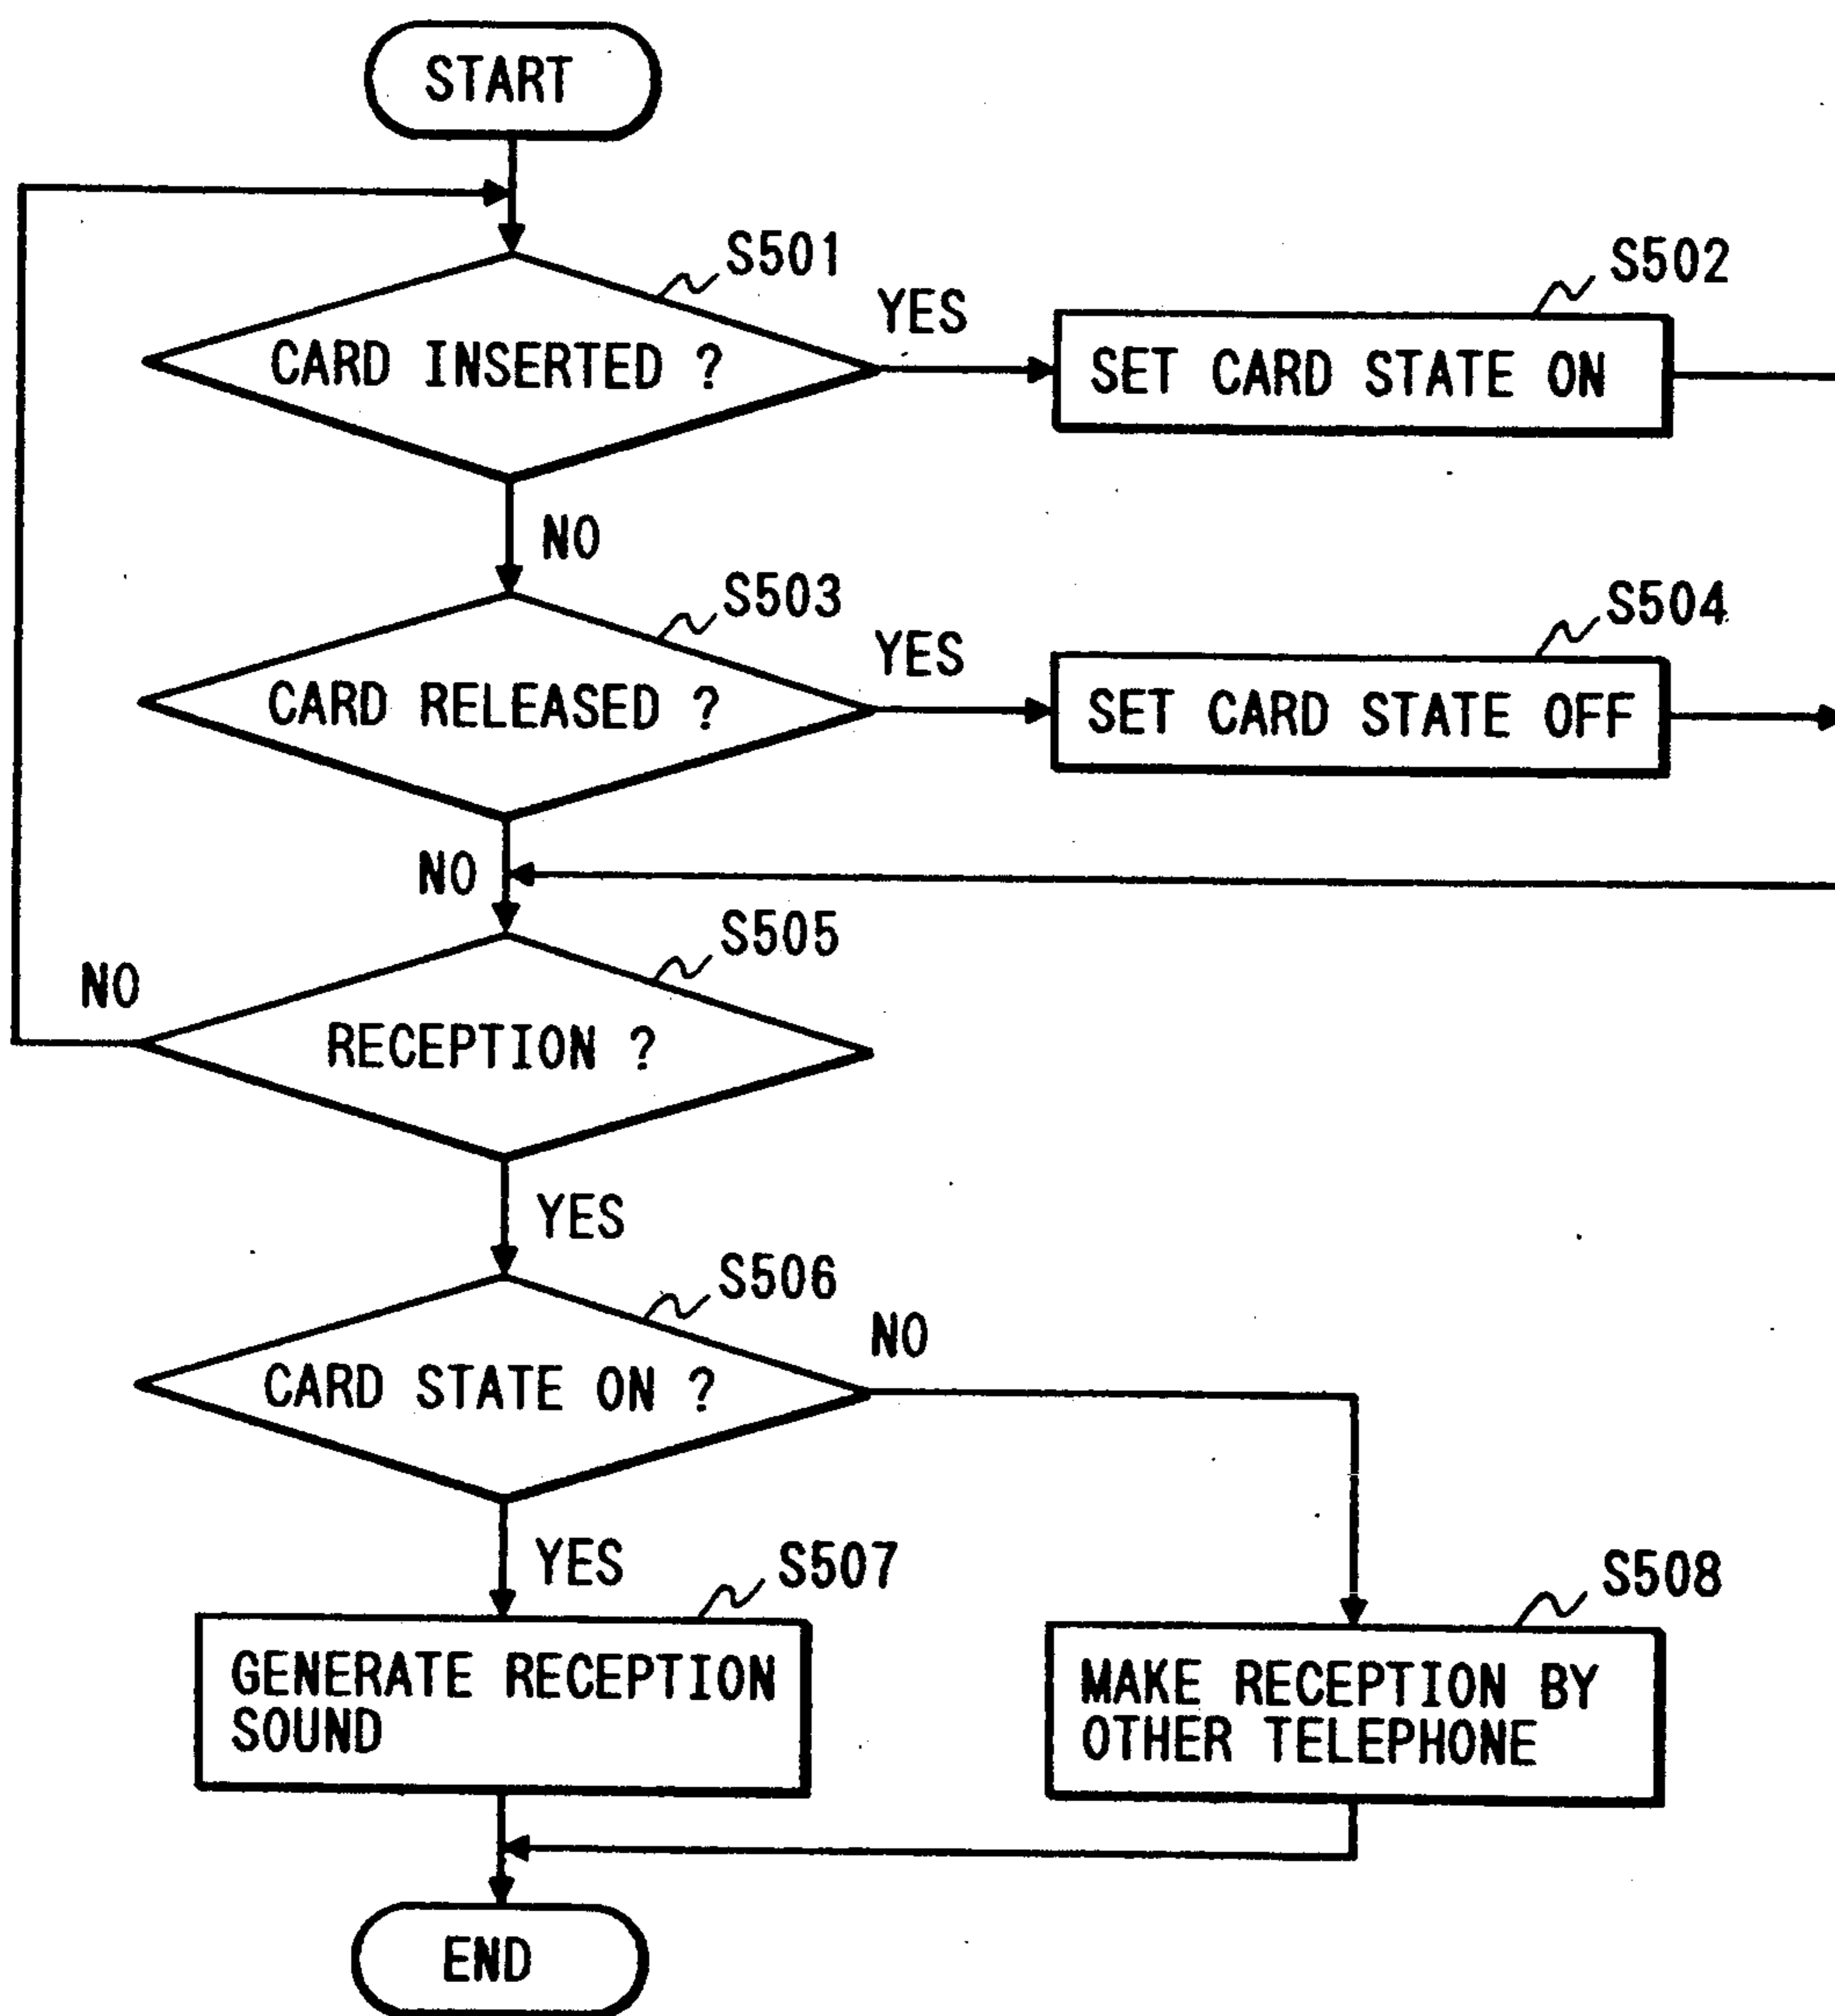 START
S501
CARD INSERTED ?
YES
S502
SET CARD STATE ON
NO
S503
CARD RELEASED ?
YES
S504
SET CARD STATE OFF
NO
S505
NO
RECEPTION ?
YES
S506
CARD STATE ON ?
NO
YES
S507
GENERATE RECEPTION
SOUND
S508
MAKE RECEPTION BY
OTHER TELEPHONE
END